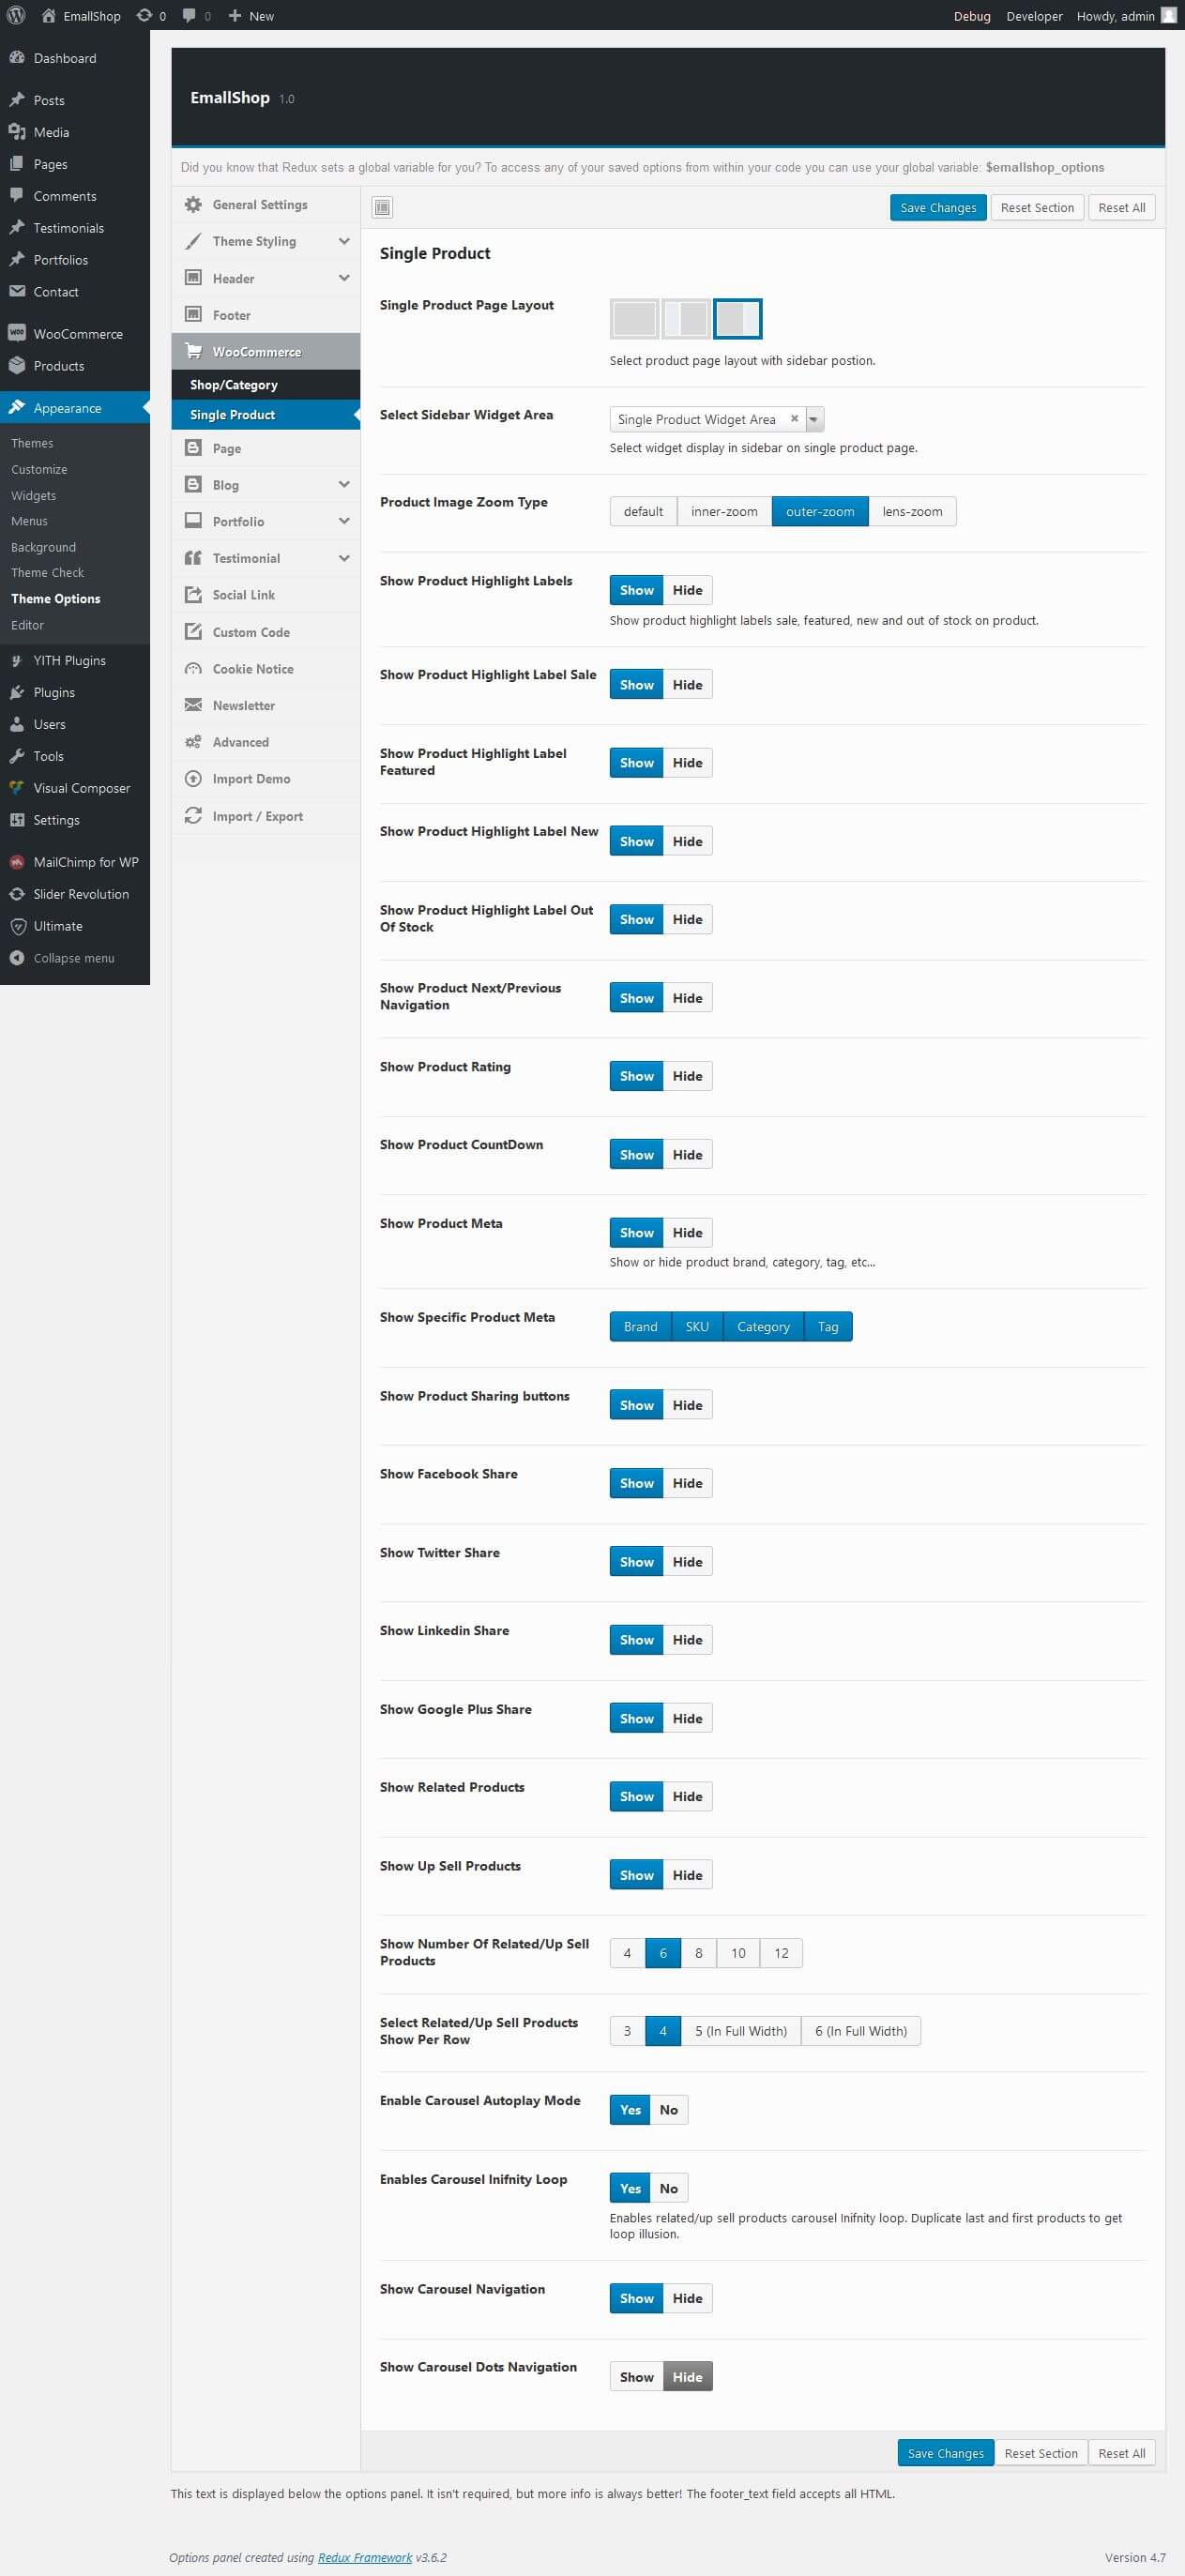 EmallShop 0 0 New Debug Developer Howdy, admin
Dashboard
Posts
Media
Pages
Comments
Testimonials
Portfolios
Contact
WooCommerce
Products
Appearance
Themes
Customize
Widgets
Menus
Background
Theme Check
Theme Options
Editor
YITH Plugins
Plugins
Users
Tools
Visual Composer
Settings
MailChimp for WP
Slider Revolution
Ultimate
Collapse menu
EmallShop 1.0
Did you know that Redux sets a global variable for you? To access any of your saved options from within your code you can use your global variable: $emallshop_options
General Settings
Theme Styling
Header
Footer
WooCommerce
Shop/Category
Single Product
Page
Blog
Portfolio
Testimonial
Social Link
Custom Code
Cookie Notice
Newsletter
Advanced
Import Demo
Import / Export
Save Changes Reset Section Reset All
Single Product
Single Product Page Layout
Select product page layout with sidebar postion.
Select Sidebar Widget Area Single Product Widget Area
Select widget display in sidebar on single product page.
Product Image Zoom Type default inner-zoom outer-zoom lens-zoom
Show Product Highlight Labels Show Hide
Show product highlight labels sale, featured, new and out of stock on product.
Show Product Highlight Label Sale Show Hide
Show Product Highlight Label
Featured
Show Hide
Show Product Highlight Label New Show Hide
Show Product Highlight Label Out
Of Stock
Show Hide
Show Product Next/Previous
Navigation
Show Hide
Show Product Rating Show Hide
Show Product CountDown Show Hide
Show Product Meta Show Hide
Show or hide product brand, category, tag, etc...
Show Specific Product Meta Brand SKU Category Tag
Show Product Sharing buttons Show Hide
Show Facebook Share Show Hide
Show Twitter Share Show Hide
Show Linkedin Share Show Hide
Show Google Plus Share Show Hide
Show Related Products Show Hide
Show Up Sell Products Show Hide
Show Number Of Related/Up Sell
Products
4 6 8 10 12
Select Related/Up Sell Products
Show Per Row
3 4 5 (In Full Width) 6 (In Full Width)
Enable Carousel Autoplay Mode Yes No
Enables Carousel Inifnity Loop Yes No
Enables related/up sell products carousel Inifnity loop. Duplicate last and first products to get
loop illusion.
Show Carousel Navigation Show Hide
Show Carousel Dots Navigation Show Hide
Save Changes Reset Section Reset All
This text is displayed below the options panel. It isn't required, but more info is always better! The footer_text field accepts all HTML.
Options panel created using Redux Framework v3.6.2 Version 4.7